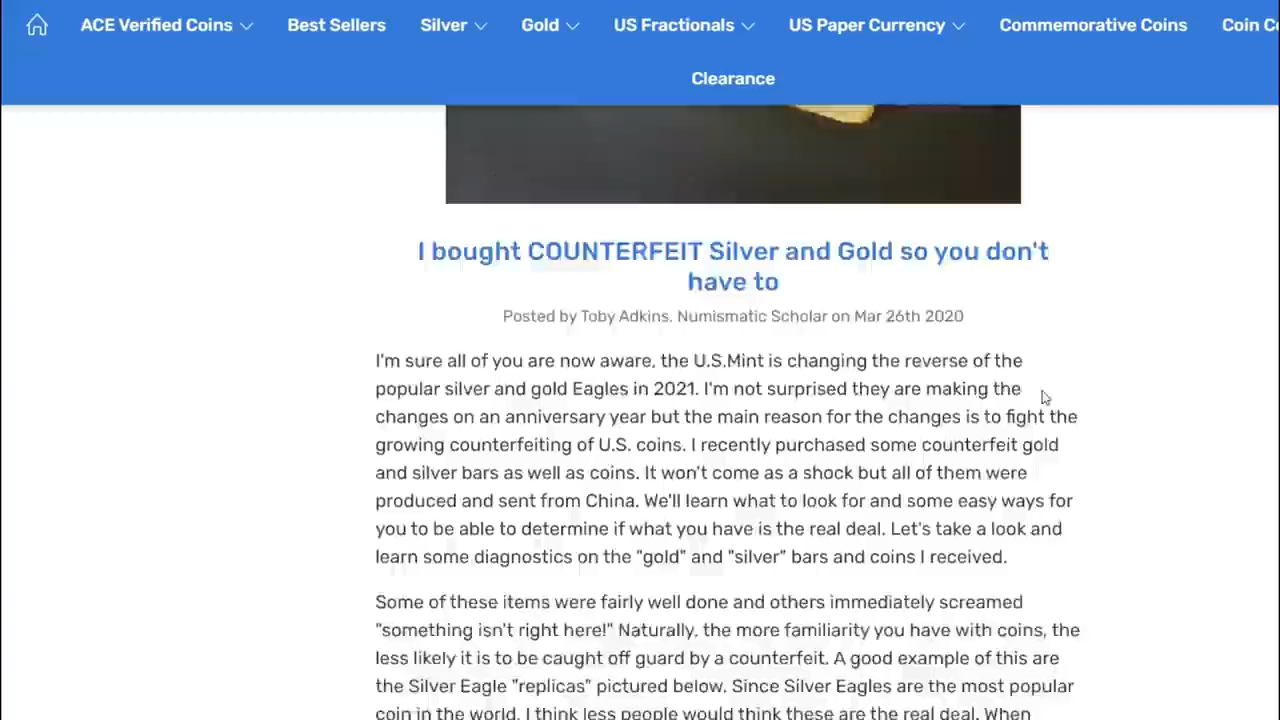 ACE Verified Coins Best Sellers Silver Gold US Fractionals US Paper Currency Commemorative Coins Coin
Clearance
I bought COUNTERFEIT Silver and Gold so you don't
have to
Posted by Toby Adkins, Numismatic Scholar on Mar 26th 2020
I'm sure all of you are now aware, the U.S.Mint is changing the reverse of the
popular silver and gold Eagles in 2021. I'm not surprised they are making the
changes on an anniversary year but the main reason for the changes is to fight the
growing counterfeiting of U.S. coins. I recently purchased some counterfeit gold
and silver bars as well as coins. It won't come as a shock but all of them were
produced and sent from China. We'll learn what to look for and some easy ways for
you to be able to determine if what you have is the real deal. Let's take a look and
learn some diagnostics on the "gold" and "silver" bars and coins I received.
Some of these items were fairly well done and others immediately screamed
"something isn't right here!" Naturally, the more familiarity you have with coins, the
less likely it is to be caught off guard by a counterfeit. A good example of this are
the Silver Eagle "replicas" pictured below. Since Silver Eagles are the most popular
coin in the world, I think less people would think these are the real deal. When